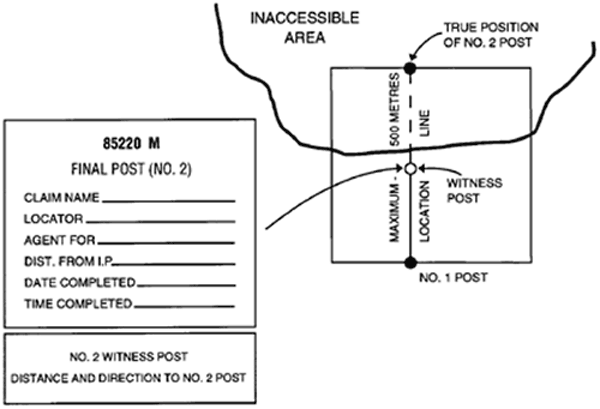 INACCESSIBLE
AREA
TRUE POSITION
OF NO. 2 POST
MAXIMUM - 500 METRES
LOCATION LINE
WITNESS
POST
NO. 1 POST
85220 M
FINAL POST (NO. 2)
CLAIM NAME
LOCATOR
AGENT FOR
DIST. FROM I.P.
DATE COMPLETED
TIME COMPLETED
NO. 2 WITNESS POST
DISTANCE AND DIRECTION TO NO. 2 POST